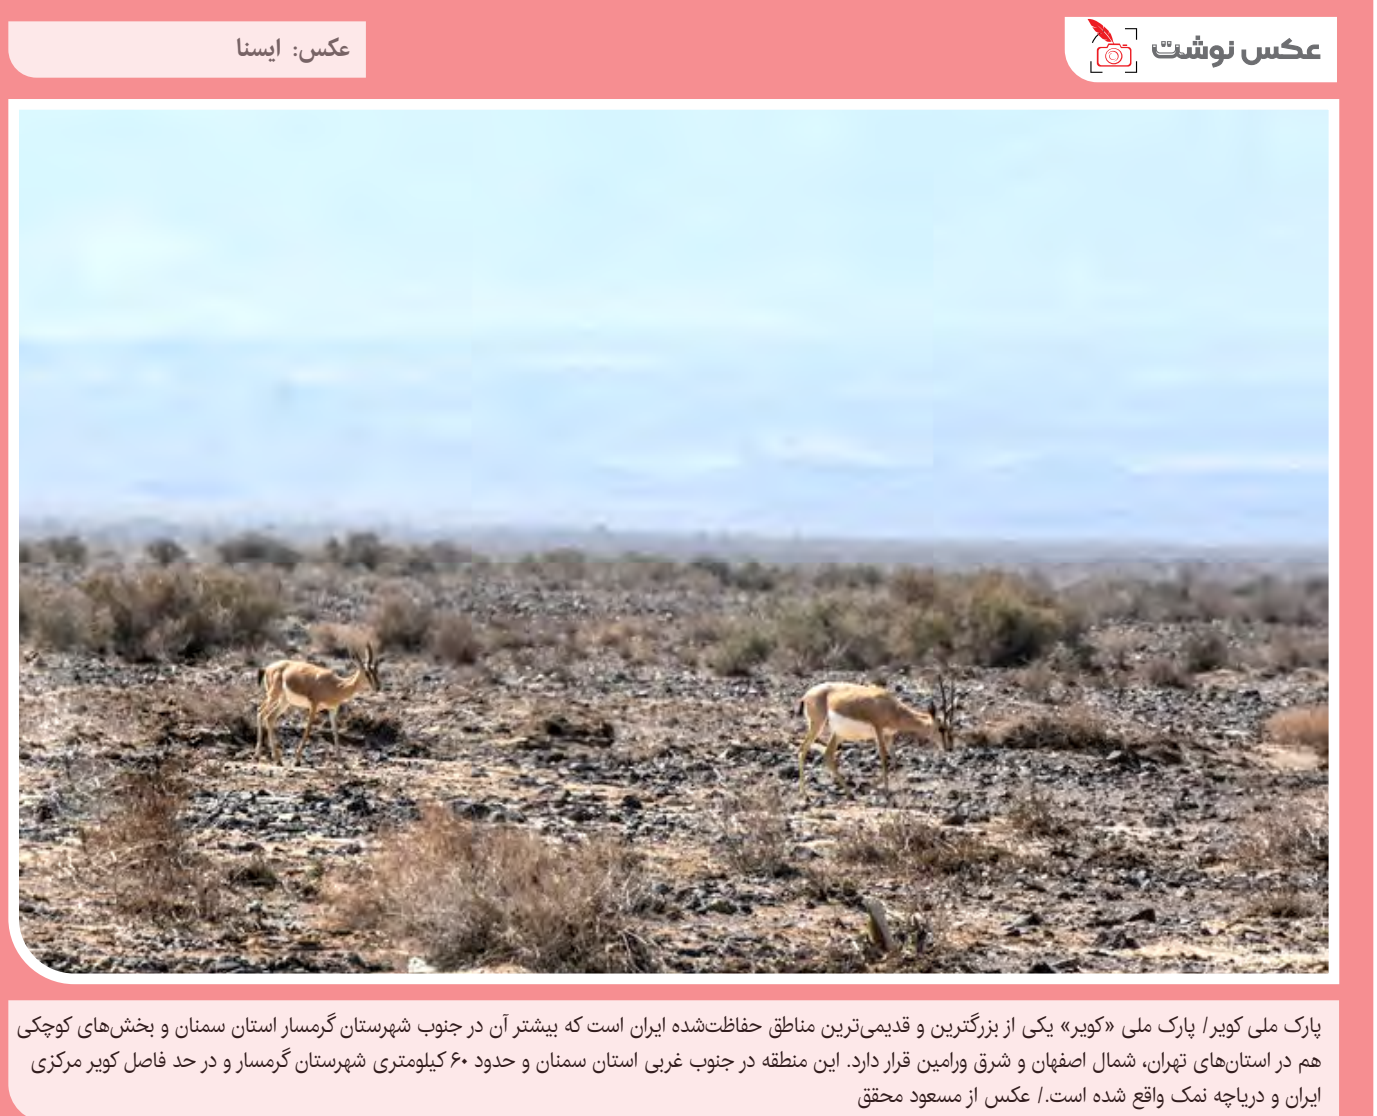 عکس نوشت
عکس: ایسنا
پارک ملی کویر/ پارک ملی «کویر» یکی از بزرگترین و قدیمی‌ترین مناطق حفاظت‌شده ایران است که بیشتر آن در جنوب شهرستان گرمسار استان سمنان و بخش‌های کوچکی
هم در استان‌های تهران، شمال اصفهان و شرق ورامین قرار دارد. این منطقه در جنوب غربی استان سمنان و حدود ۶۰ کیلومتری شهرستان گرمسار و در حد فاصل کویر مرکزی
ایران و دریاچه نمک واقع شده است./ عکس از مسعود محقق